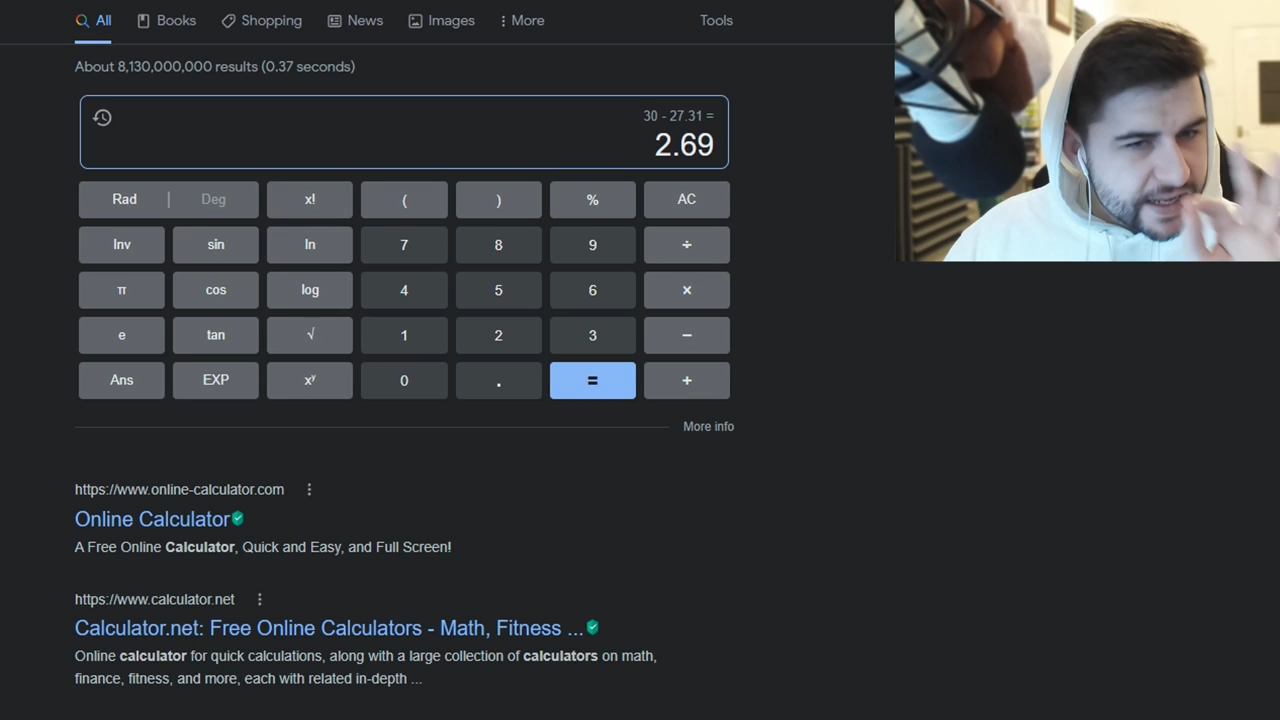 All Books Shopping News Images More Tools
About 8,130,000,000 results (0.37 seconds)
30 - 27.31 =
2.69
Rad | Deg x! ( ) % AC
Inv sin ln 7 8 9 ÷
π cos log 4 5 6 ×
e tan √ 1 2 3 −
Ans EXP xʸ 0 . = +
More info
https://www.online-calculator.com
Online Calculator
A Free Online Calculator, Quick and Easy, and Full Screen!
https://www.calculator.net
Calculator.net: Free Online Calculators - Math, Fitness ...
Online calculator for quick calculations, along with a large collection of calculators on math,
finance, fitness, and more, each with related in-depth ...